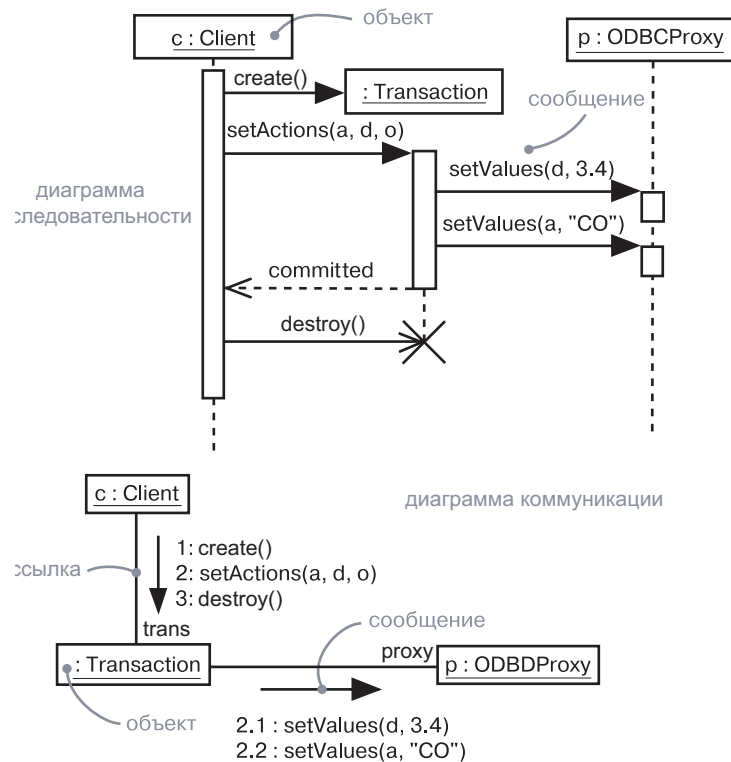 c : Client
объект
p : ODBCProxy
create()
: Transaction
сообщение
setActions(a, d, o)
setValues(d, 3.4)
диаграмма
следовательности
setValues(a, "CO")
committed
destroy()
c : Client
диаграмма коммуникации
1: create()
ссылка
2: setActions(a, d, o)
3: destroy()
сообщение
trans
proxy
: Transaction
p : ODBDProxy
объект
2.1 : setValues(d, 3.4)
2.2 : setValues(a, "CO")